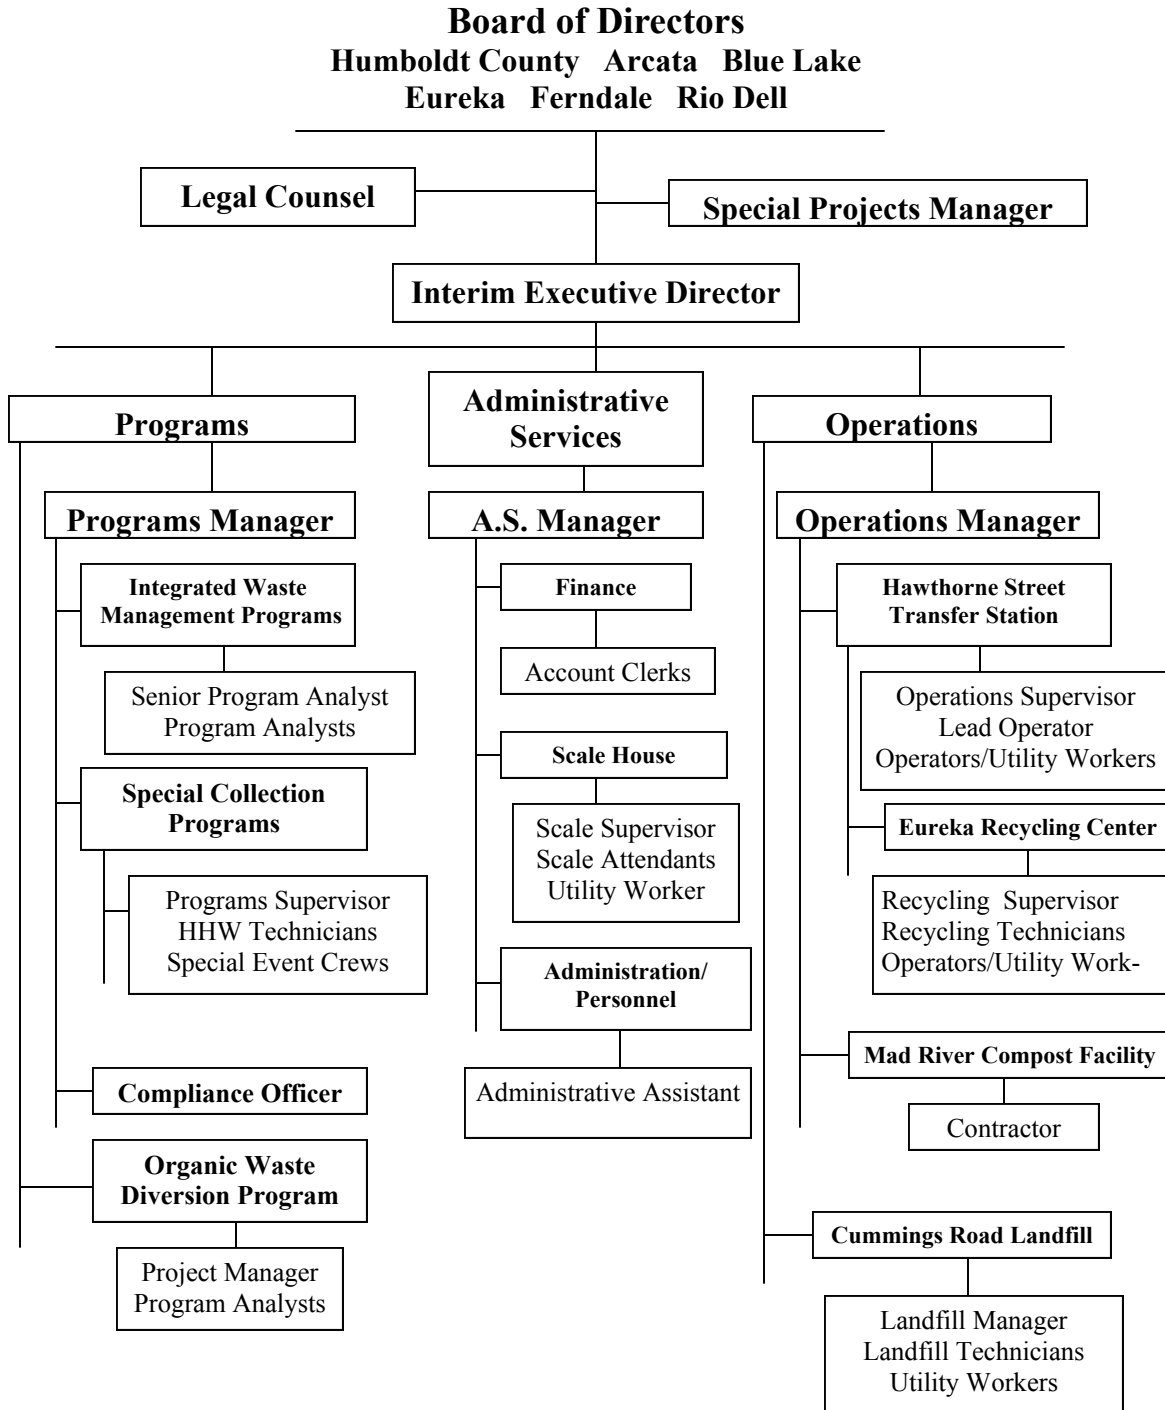 Board of Directors
Humboldt County Arcata Blue Lake
Eureka Ferndale Rio Dell
Legal Counsel
Special Projects Manager
Interim Executive Director
Programs
Administrative
Services
Operations
Programs Manager
A.S. Manager
Operations Manager
Integrated Waste
Management Programs
Senior Program Analyst
Program Analysts
Special Collection
Programs
Programs Supervisor
HHW Technicians
Special Event Crews
Compliance Officer
Organic Waste
Diversion Program
Project Manager
Program Analysts
Finance
Account Clerks
Scale House
Scale Supervisor
Scale Attendants
Utility Worker
Administration/
Personnel
Administrative Assistant
Hawthorne Street
Transfer Station
Operations Supervisor
Lead Operator
Operators/Utility Workers
Eureka Recycling Center
Recycling Supervisor
Recycling Technicians
Operators/Utility Work-
Mad River Compost Facility
Contractor
Cummings Road Landfill
Landfill Manager
Landfill Technicians
Utility Workers